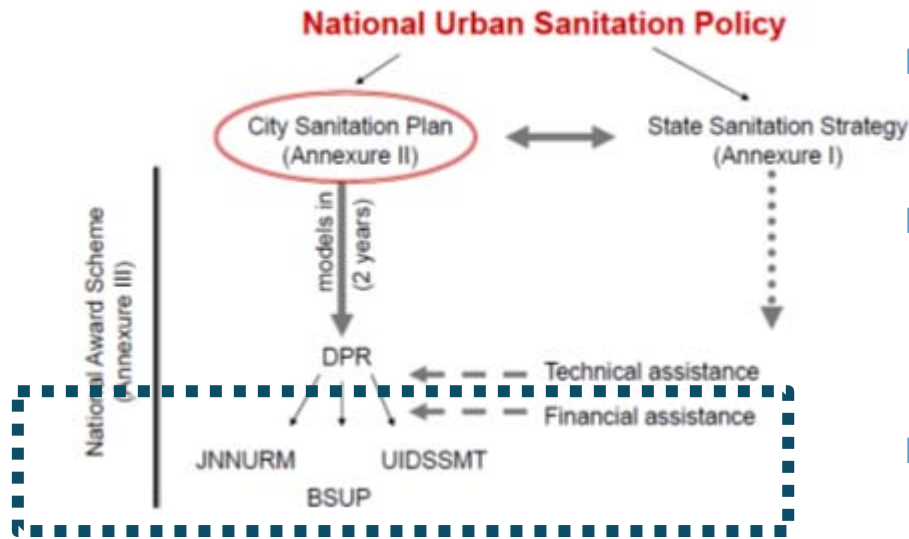 National Urban Sanitation Policy
City Sanitation Plan
(Annexure II)
State Sanitation Strategy
(Annexure I)
National Award Scheme
(Annexure III)
models in
(2 years)
DPR
Technical assistance
Financial assistance
JNNURM
UIDSSMT
BSUP